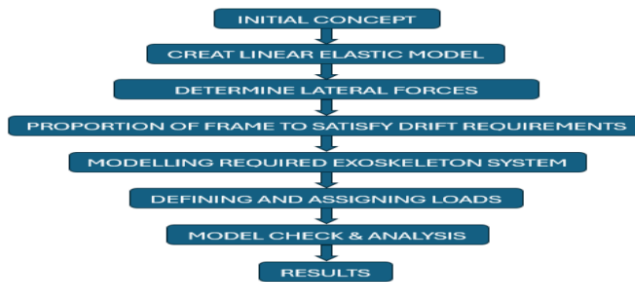 INITIAL CONCEPT
CREAT LINEAR ELASTIC MODEL
DETERMINE LATERAL FORCES
PROPORTION OF FRAME TO SATISFY DRIFT REQUIREMENTS
MODELLING REQUIRED EXOSKELETON SYSTEM
DEFINING AND ASSIGNING LOADS
MODEL CHECK & ANALYSIS
RESULTS